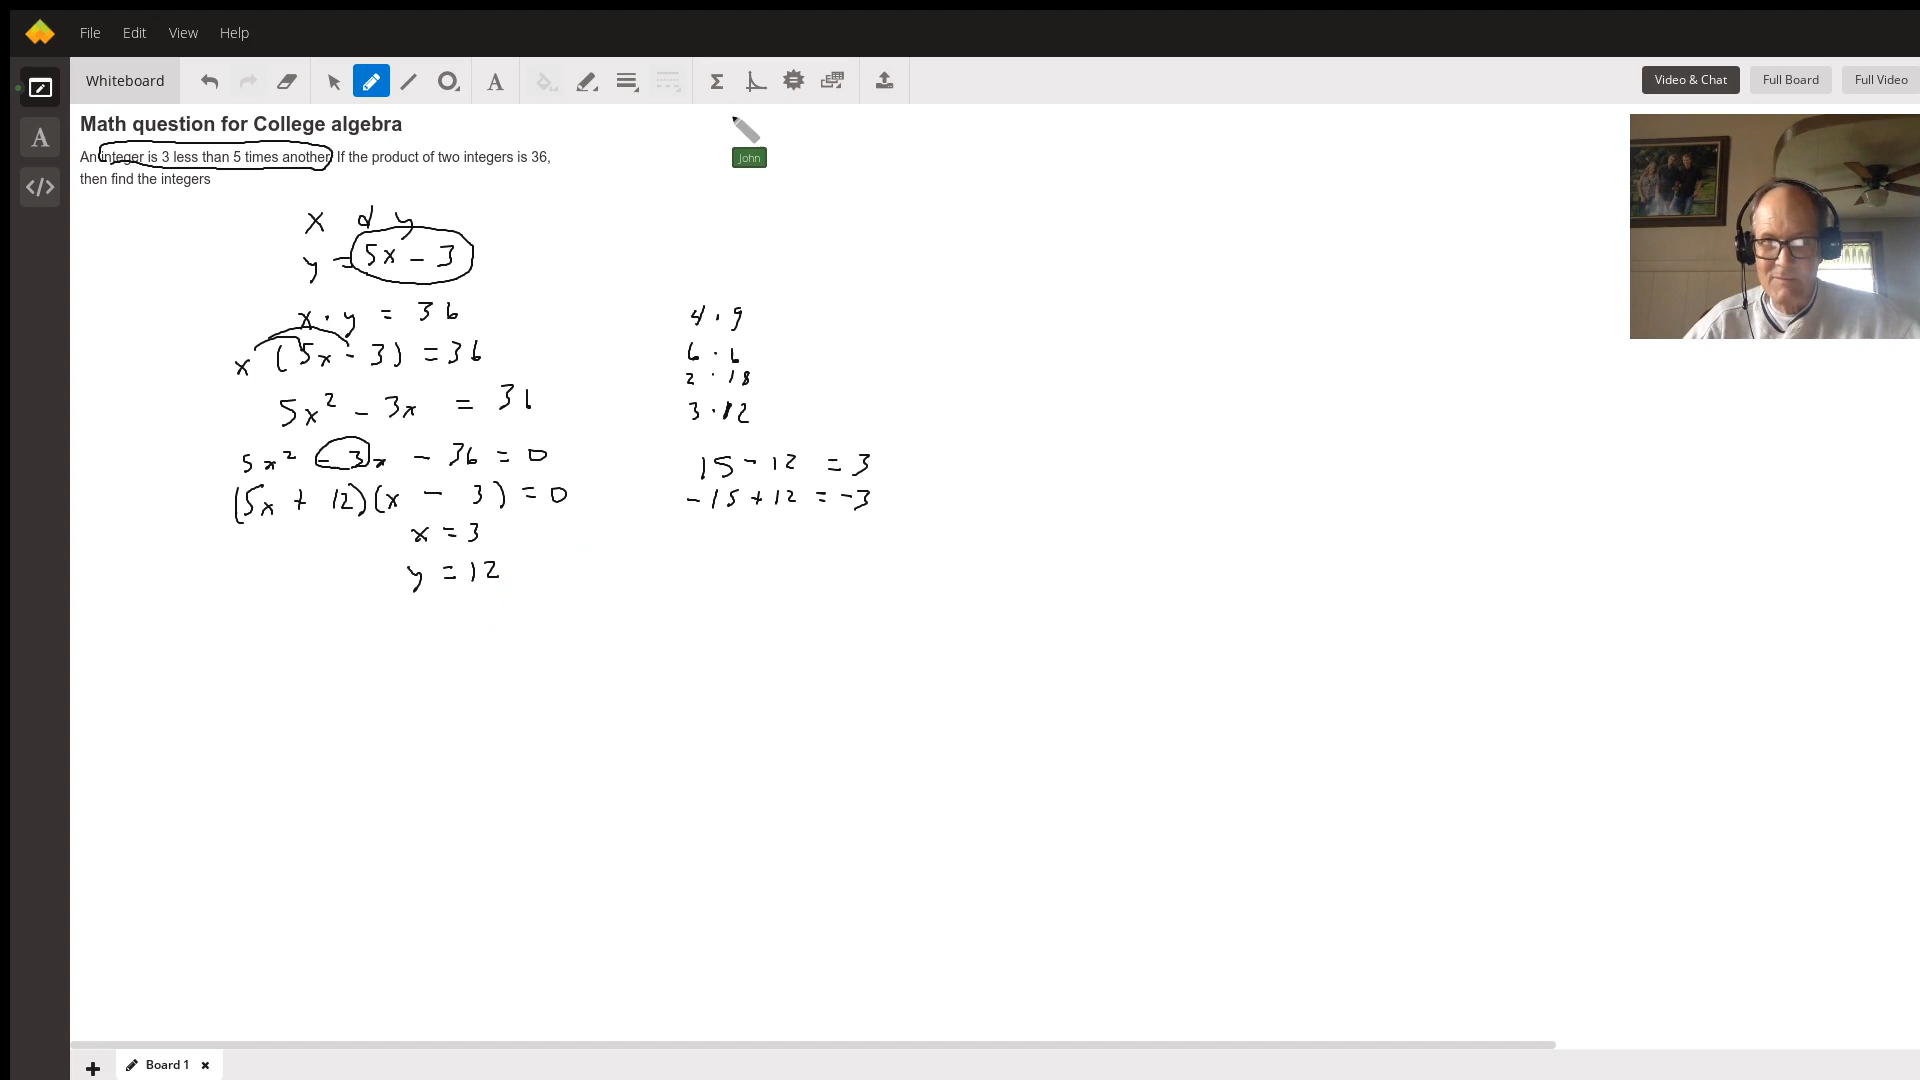 File Edit View Help
Whiteboard
Video & Chat Full Board Full Video
Math question for College algebra
An integer is 3 less than 5 times another. If the product of two integers is 36,
then find the integers
John
x d y
y = 5x - 3
x · y = 36
x (5x - 3) = 36
5x² - 3x = 36
5x² - 3x - 36 = 0
(5x + 12)(x - 3) = 0
x = 3
y = 12
4 · 9
6 · 6
2 · 18
3 · 12
15 - 12 = 3
-15 + 12 = -3
Board 1